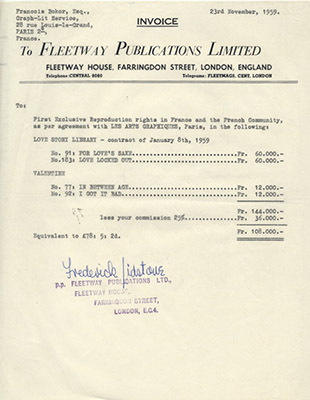 Francois Bokor, Esq.,
Graph-Lit Service,
28 rue Louis-le-Grand,
PARIS 2e,
France.
23rd November, 1959.
INVOICE
To FLEETWAY PUBLICATIONS LIMITED
FLEETWAY HOUSE, FARRINGDON STREET, LONDON, ENGLAND
Telephone CENTRAL 8080 Telegrams: FLEETMAGS, CENT, LONDON
To:
First Exclusive Reproduction rights in France and the French Community,
as per agreement with LES ARTS GRAPHIQUES, Paris, in the following:
LOVE STORY LIBRARY - contract of January 8th, 1959
No. 91: FOR LOVE'S SAKE. Fr. 60.000.-
No.183: LOVE LOCKED OUT. Fr. 60.000.-
VALENTINE
No. 77: IN BETWEEN AGE. Fr. 12.000.-
No. 92: I GOT IT BAD. Fr. 12.000.-
Fr. 144.000.-
less your commission 25% Fr. 36.000.-
Fr. 108.000.-
Equivalent to £78: 5: 2d.
Frederick
p.p. FLEETWAY PUBLICATIONS LTD.,
FLEETWAY HOUSE,
FARRINGDON STREET,
LONDON, E.C.4.